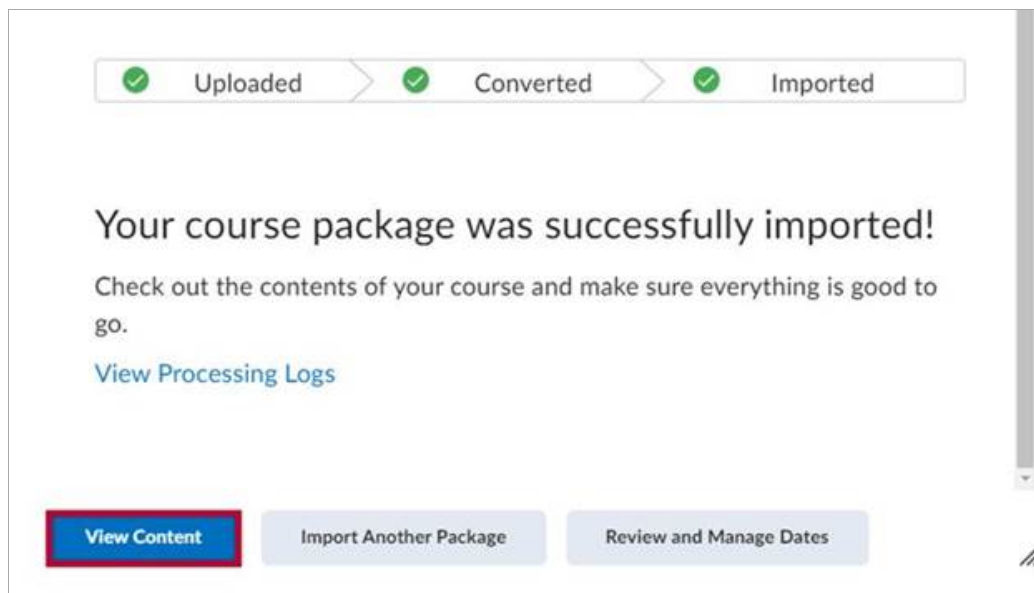 Uploaded Converted Imported
Your course package was successfully imported!
Check out the contents of your course and make sure everything is good to
go.
View Processing Logs
View Content Import Another Package Review and Manage Dates